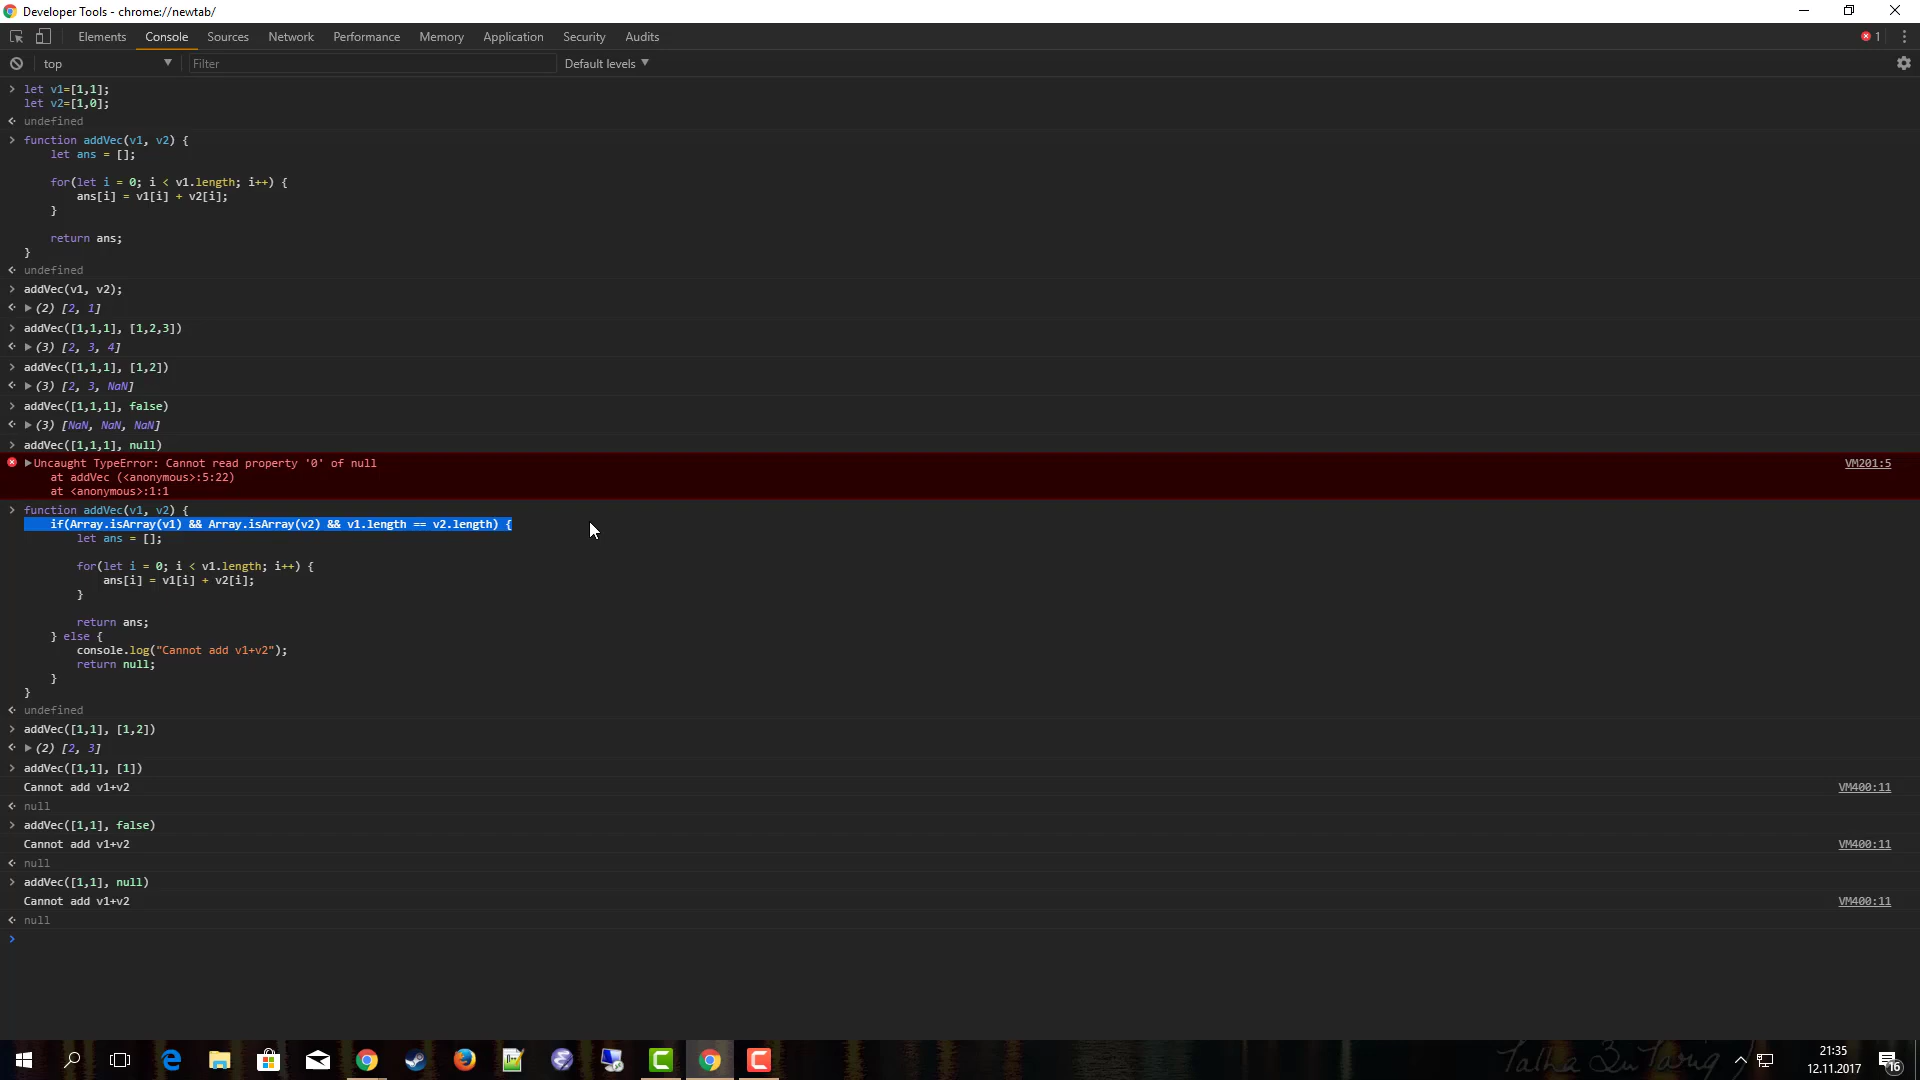 Developer Tools - chrome://newtab/
Elements Console Sources Network Performance Memory Application Security Audits 1
top Filter Default levels
let v1=[1,1];
let v2=[1,0];
undefined
function addVec(v1, v2) {
let ans = [];
for(let i = 0; i < v1.length; i++) {
ans[i] = v1[i] + v2[i];
}
return ans;
}
undefined
addVec(v1, v2);
(2) [2, 1]
addVec([1,1,1], [1,2,3])
(3) [2, 3, 4]
addVec([1,1,1], [1,2])
(3) [2, 3, NaN]
addVec([1,1,1], false)
(3) [NaN, NaN, NaN]
addVec([1,1,1], null)
Uncaught TypeError: Cannot read property '0' of null VM201:5
at addVec (<anonymous>:5:22)
at <anonymous>:1:1
function addVec(v1, v2) {
if(Array.isArray(v1) && Array.isArray(v2) && v1.length == v2.length) {
let ans = [];
for(let i = 0; i < v1.length; i++) {
ans[i] = v1[i] + v2[i];
}
return ans;
} else {
console.log("Cannot add v1+v2");
return null;
}
}
undefined
addVec([1,1], [1,2])
(2) [2, 3]
addVec([1,1], [1])
Cannot add v1+v2 VM400:11
null
addVec([1,1], false)
Cannot add v1+v2 VM400:11
null
addVec([1,1], null)
Cannot add v1+v2 VM400:11
null
21:35
12.11.2017
16